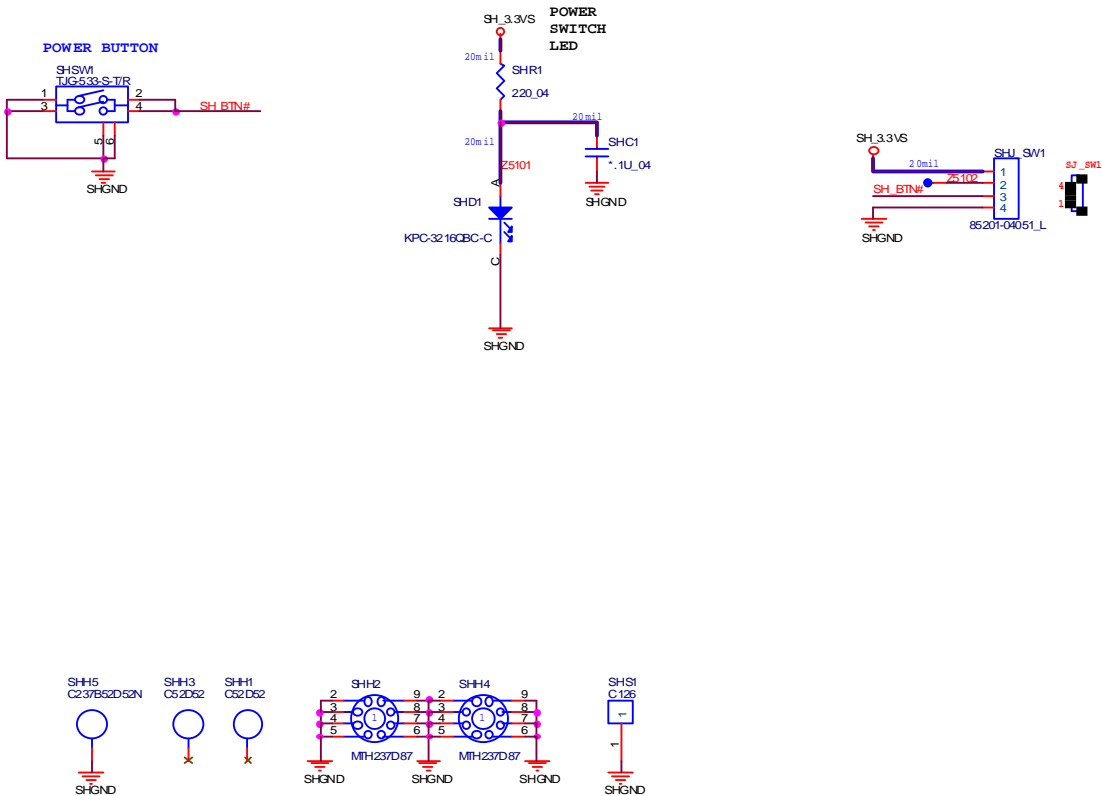 POWER BUTTON
SHSW1
TJG-533-S-T/R
1
3
2
4
5
6
SH_BTN#
SHGND
SH_3.3VS
POWER
SWITCH
LED
20mil
SHR1
220_04
20mil
20mil
Z5101
SHC1
*.1U_04
SHGND
A
SHD1
KPC-3216QBC-C
C
SHGND
SH_3.3VS
20mil
Z5102
SH_BTN#
SHGND
SHJ_SW1
1
2
3
4
85201-04051_L
SJ_SW1
4
1
SHH5
C237B52D52N
SHGND
SHH3
C52D52
SHH1
C52D52
SHH2
2
3
4
5
1
9
8
7
6
MTH237D87
SHGND
SHGND
SHH4
2
3
4
5
1
9
8
7
6
MTH237D87
SHGND
SHS1
C126
1
1
SHGND